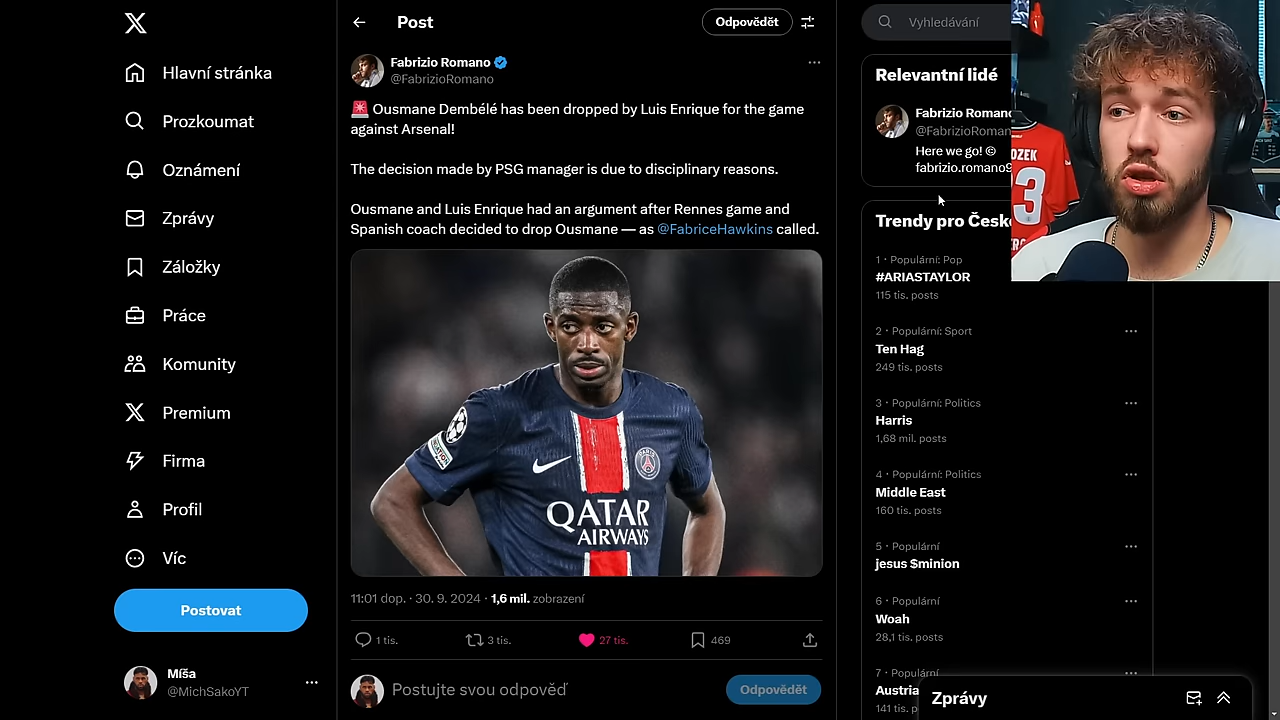 Hlavní stránka
Prozkoumat
Oznámení
Zprávy
Záložky
Práce
Komunity
Premium
Firma
Profil
Víc
Postovat
Míša
@MichSakoYT
Post
Odpovědět
Fabrizio Romano
@FabrizioRomano
🚨 Ousmane Dembélé has been dropped by Luis Enrique for the game
against Arsenal!
The decision made by PSG manager is due to disciplinary reasons.
Ousmane and Luis Enrique had an argument after Rennes game and
Spanish coach decided to drop Ousmane — as @FabriceHawkins called.
QATAR
AIRWAYS
11:01 dop. · 30. 9. 2024 · 1,6 mil. zobrazení
1 tis.
3 tis.
27 tis.
469
Postujte svou odpověď
Odpovědět
Vyhledávání
Relevantní lidé
Fabrizio Romano
@FabrizioRoman
Here we go! ©
fabrizio.romano9
Trendy pro Česk
1 · Populární: Pop
#ARIASTAYLOR
115 tis. posts
2 · Populární: Sport
Ten Hag
249 tis. posts
3 · Populární: Politics
Harris
1,68 mil. posts
4 · Populární: Politics
Middle East
160 tis. posts
5 · Populární
jesus $minion
6 · Populární
Woah
28,1 tis. posts
7 · Populární
Austria
141 tis. p
Zprávy
OZEK
3